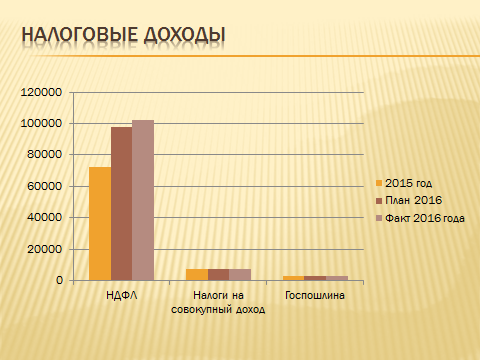 НАЛОГОВЫЕ ДОХОДЫ
120000
100000
80000
60000
40000
20000
0
НДФЛ
Налоги на
совокупный доход
Госпошлина
2015 год
План 2016
Факт 2016 года